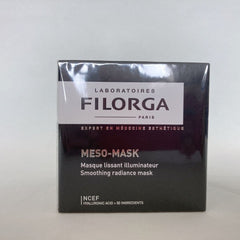 LABORATOIRES
FILORGA
PARIS
EXPERT EN MÉDECINE ESTHÉTIQUE
MESO-MASK
Masque lissant illuminateur
Smoothing radiance mask
NCEF
HYALURONIC ACID + 50 INGREDIENTS